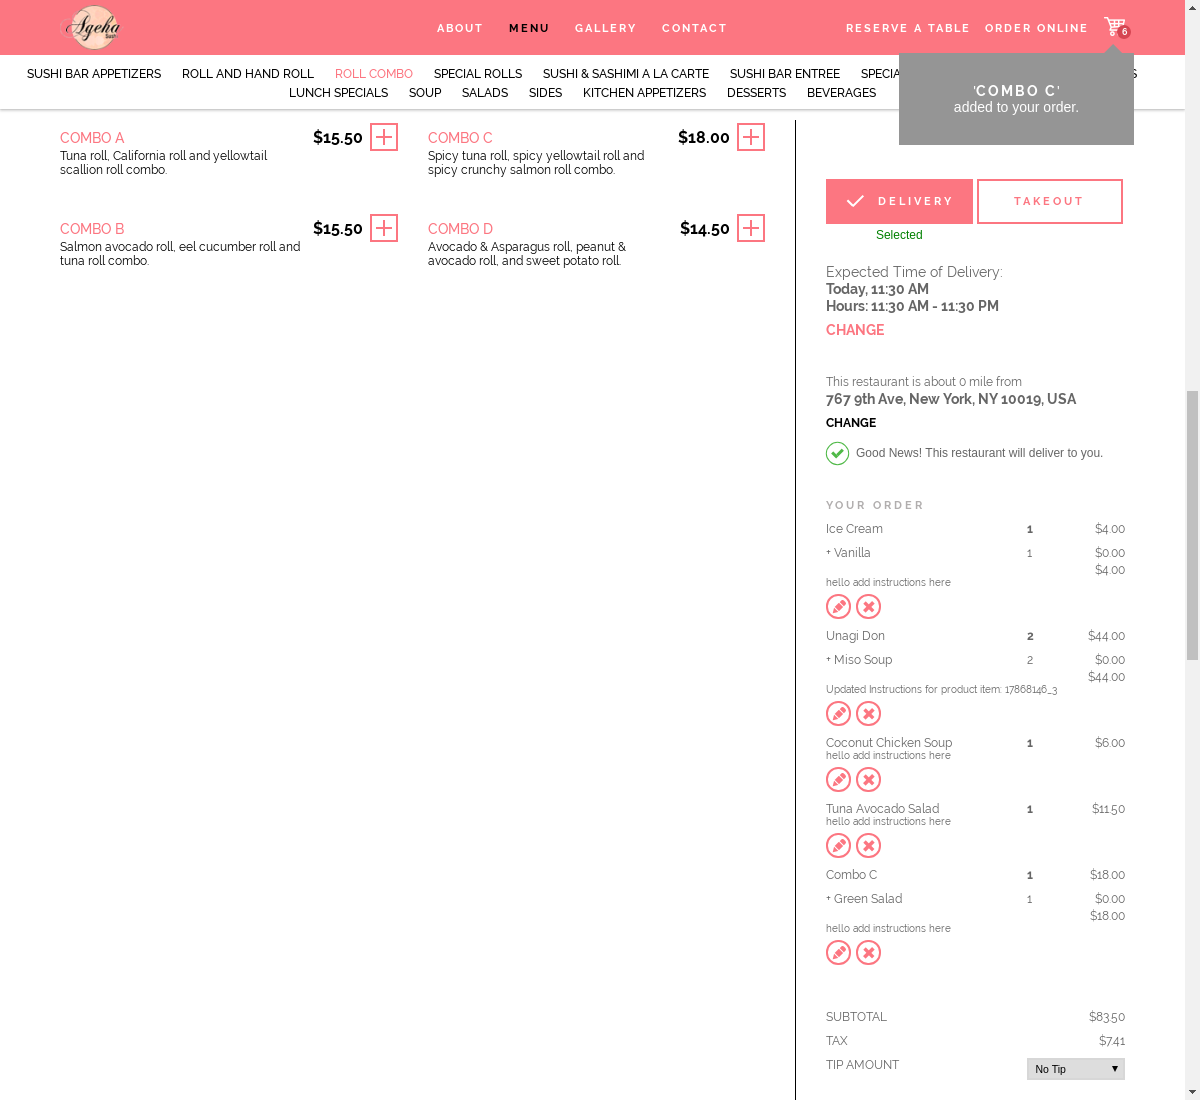 Ageha
Sushi
ABOUT
MENU
GALLERY
CONTACT
RESERVE A TABLE
ORDER ONLINE
6
SUSHI BAR APPETIZERS
ROLL AND HAND ROLL
ROLL COMBO
SPECIAL ROLLS
SUSHI & SASHIMI A LA CARTE
SUSHI BAR ENTREE
LUNCH SPECIALS
SOUP
SALADS
SIDES
KITCHEN APPETIZERS
DESSERTS
BEVERAGES
'COMBO C'
added to your order.
COMBO A
$15.50
Tuna roll, California roll and yellowtail
scallion roll combo.
COMBO C
$18.00
Spicy tuna roll, spicy yellowtail roll and
spicy crunchy salmon roll combo.
COMBO B
$15.50
Salmon avocado roll, eel cucumber roll and
tuna roll combo.
COMBO D
$14.50
Avocado & Asparagus roll, peanut &
avocado roll, and sweet potato roll.
DELIVERY
TAKEOUT
Selected
Expected Time of Delivery:
Today, 11:30 AM
Hours: 11:30 AM - 11:30 PM
CHANGE
This restaurant is about 0 mile from
767 9th Ave, New York, NY 10019, USA
CHANGE
Good News! This restaurant will deliver to you.
YOUR ORDER
Ice Cream 1 $4.00
+ Vanilla 1 $0.00
$4.00
hello add instructions here
Unagi Don 2 $44.00
+ Miso Soup 2 $0.00
$44.00
Updated Instructions for product item: 17868146_3
Coconut Chicken Soup 1 $6.00
hello add instructions here
Tuna Avocado Salad 1 $11.50
hello add instructions here
Combo C 1 $18.00
+ Green Salad 1 $0.00
$18.00
hello add instructions here
SUBTOTAL $83.50
TAX $7.41
TIP AMOUNT No Tip